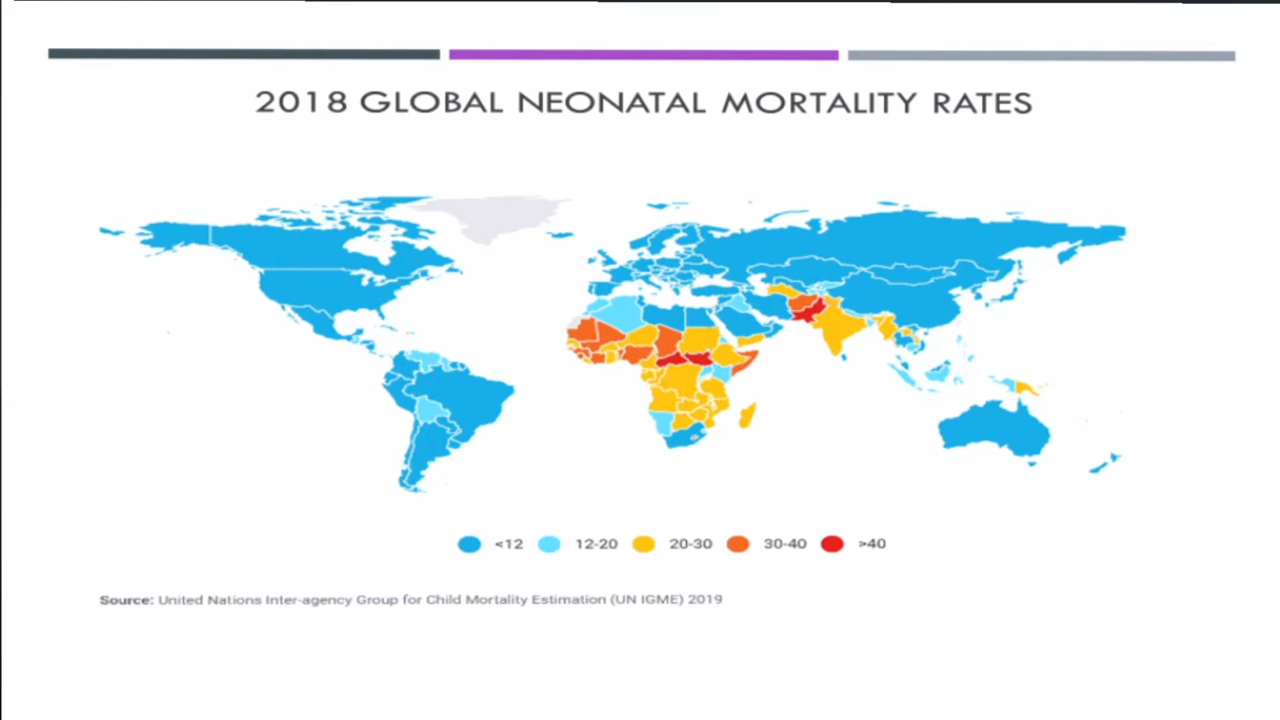 2018 GLOBAL NEONATAL MORTALITY RATES
<12 12-20 20-30 30-40 >40
Source: United Nations Inter-agency Group for Child Mortality Estimation (UN IGME) 2019